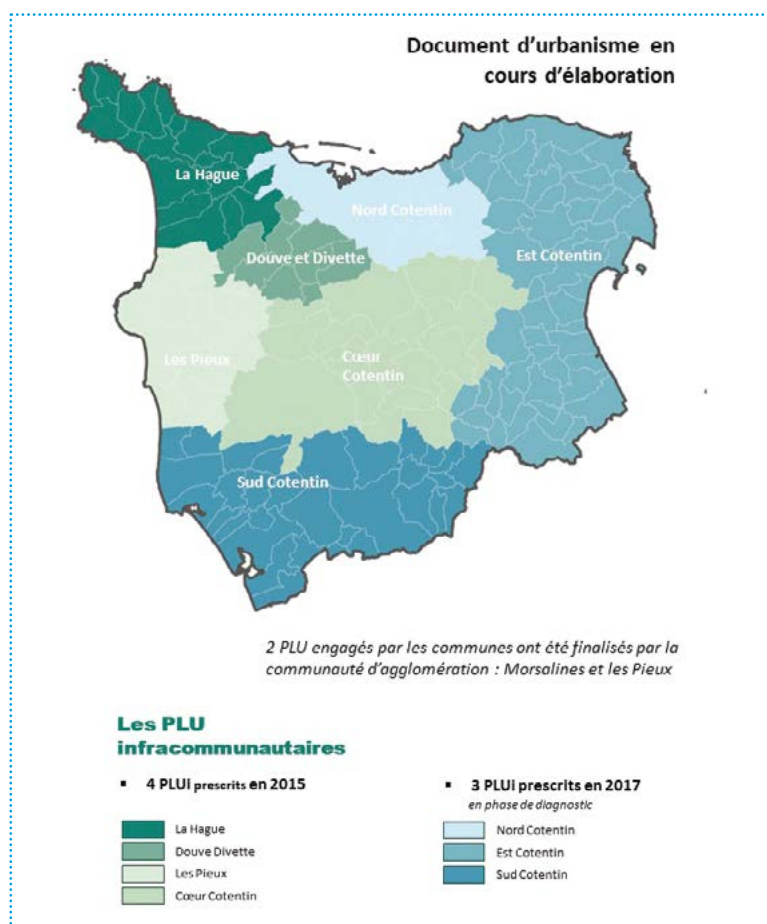 Document d'urbanisme en
cours d'élaboration
La Hague
Nord Cotentin
Douve et Divette
Est Cotentin
Les Pieux
Cœur
Cotentin
Sud Cotentin
2 PLU engagés par les communes ont été finalisés par la
communauté d'agglomération : Morsalines et les Pieux
Les PLU
infracommunautaires
▪ 4 PLUi prescrits en 2015
La Hague
Douve Divette
Les Pieux
Cœur Cotentin
▪ 3 PLUi prescrits en 2017
en phase de diagnostic
Nord Cotentin
Est Cotentin
Sud Cotentin